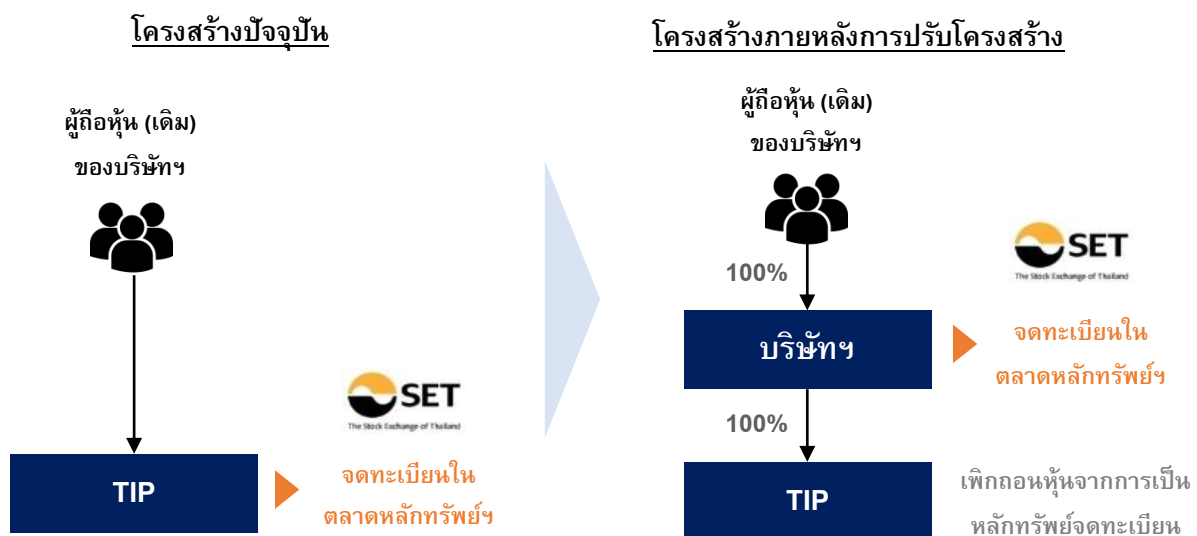 โครงสร้างปัจจุบัน
ผู้ถือหุ้น (เดิม)
ของบริษัทฯ
SET
The Stock Exchange of Thailand
TIP
จดทะเบียนใน
ตลาดหลักทรัพย์ฯ
โครงสร้างภายหลังการปรับโครงสร้าง
ผู้ถือหุ้น (เดิม)
ของบริษัทฯ
100%
SET
The Stock Exchange of Thailand
บริษัทฯ
จดทะเบียนใน
ตลาดหลักทรัพย์ฯ
100%
TIP
เพิกถอนหุ้นจากการเป็น
หลักทรัพย์จดทะเบียน